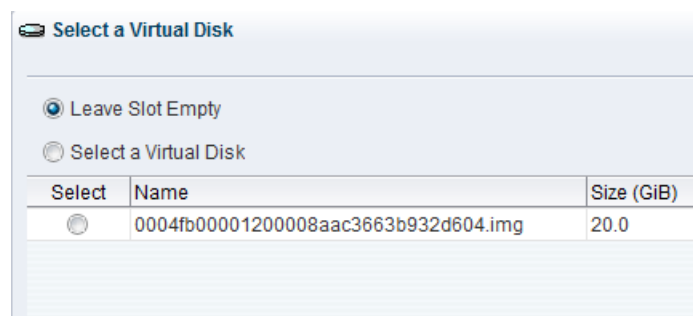 Select a Virtual Disk
Leave Slot Empty
Select a Virtual Disk
Select Name Size (GiB)
0004fb00001200008aac3663b932d604.img 20.0